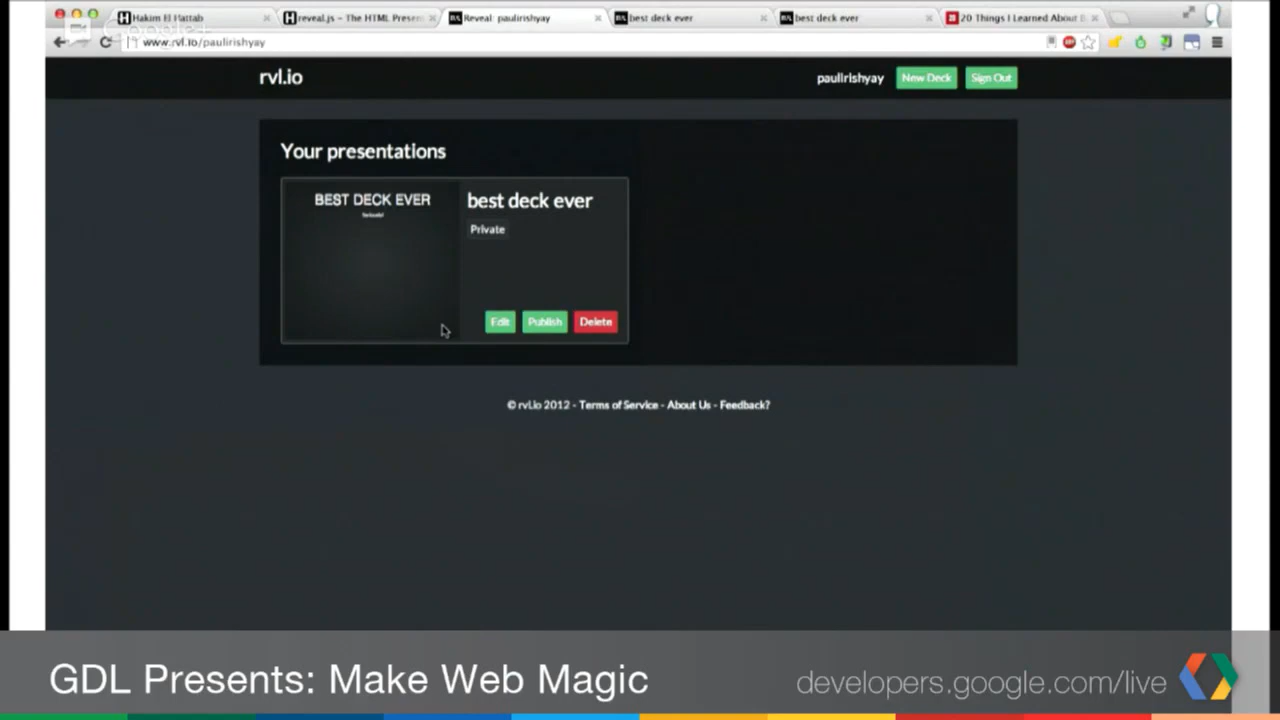 Hakim El Hattab
reveal.js – The HTML Presen
Reveal: paulirishyay
best deck ever
best deck ever
20 Things I Learned About B
Google+
www.rvl.io/paulirishyay
rvl.io
paulirishyay
New Deck
Sign Out
Your presentations
BEST DECK EVER
best deck ever
Private
Edit
Publish
Delete
© rvl.io 2012 - Terms of Service - About Us - Feedback?
GDL Presents: Make Web Magic
developers.google.com/live